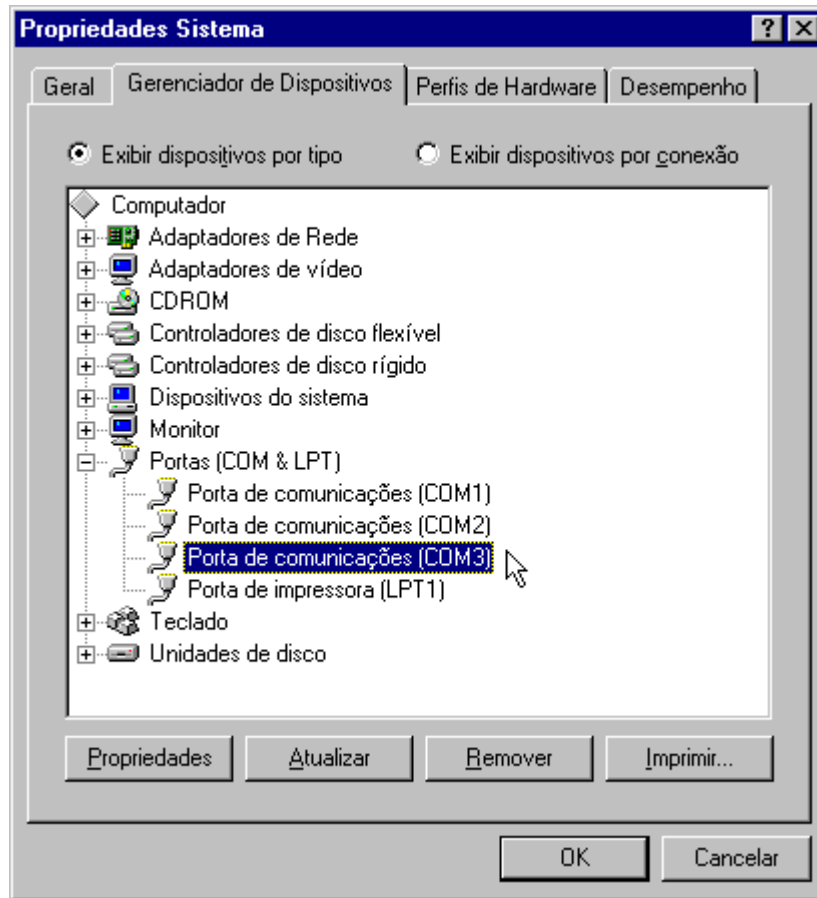 Propriedades Sistema
Geral Gerenciador de Dispositivos Perfis de Hardware Desempenho
Exibir dispositivos por tipo Exibir dispositivos por conexão
Computador
Adaptadores de Rede
Adaptadores de vídeo
CDROM
Controladores de disco flexível
Controladores de disco rígido
Dispositivos do sistema
Monitor
Portas (COM & LPT)
Porta de comunicações (COM1)
Porta de comunicações (COM2)
Porta de comunicações (COM3)
Porta de impressora (LPT1)
Teclado
Unidades de disco
Propriedades Atualizar Remover Imprimir...
OK Cancelar